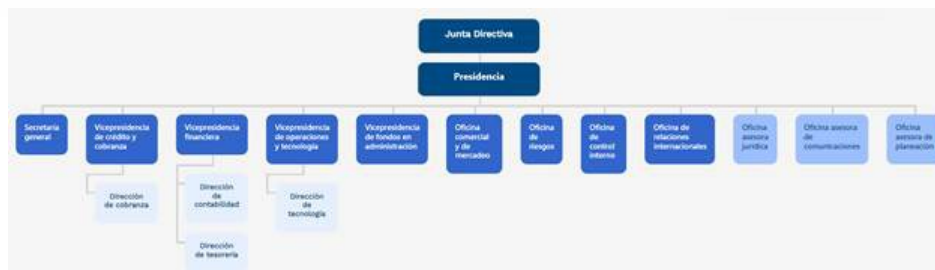 Junta Directiva
Presidencia
Secretaría
general
Vicepresidencia
de crédito y
cobranza
Vicepresidencia
financiera
Vicepresidencia
de operaciones
y tecnología
Vicepresidencia
de fondos en
administración
Oficina
comercial
y de
mercadeo
Oficina
de
riesgos
Oficina
de
control
interno
Oficina de
relaciones
internacionales
Oficina
asesora
jurídica
Oficina asesora
de
comunicaciones
Oficina
asesora de
planeación
Dirección
de cobranza
Dirección
de
contabilidad
Dirección
de
tecnología
Dirección
de tesorería